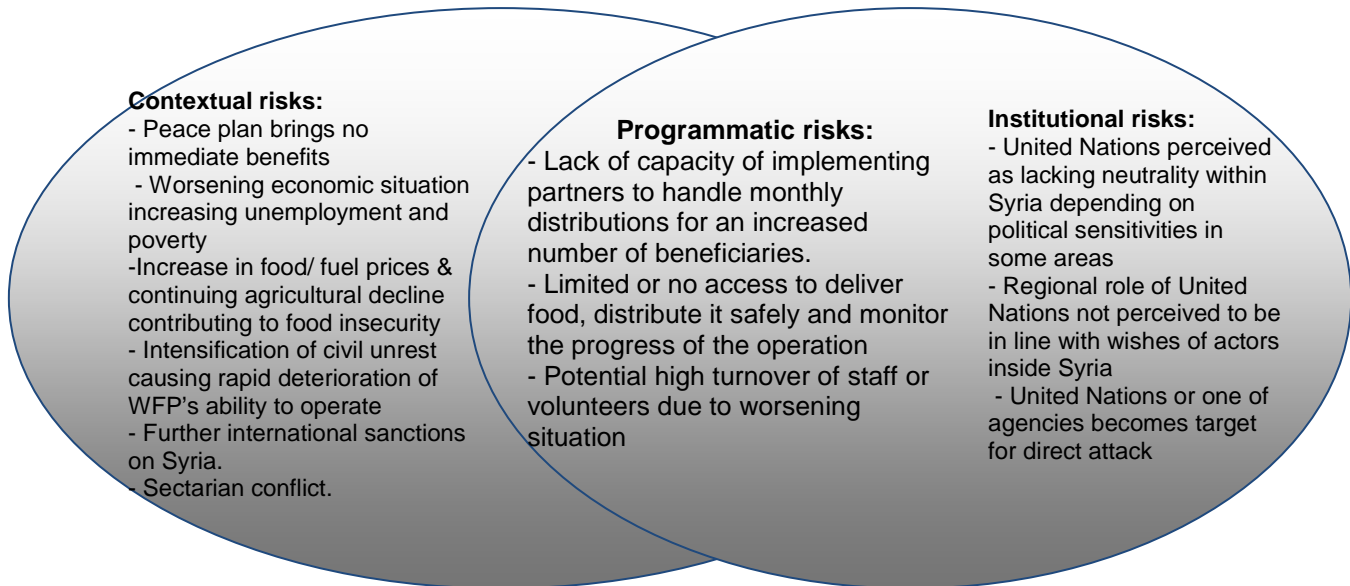 Contextual risks:
- Peace plan brings no
immediate benefits
- Worsening economic situation
increasing unemployment and
poverty
-Increase in food/ fuel prices &
continuing agricultural decline
contributing to food insecurity
- Intensification of civil unrest
causing rapid deterioration of
WFP's ability to operate
- Further international sanctions
on Syria.
- Sectarian conflict.
Programmatic risks:
- Lack of capacity of implementing
partners to handle monthly
distributions for an increased
number of beneficiaries.
- Limited or no access to deliver
food, distribute it safely and monitor
the progress of the operation
- Potential high turnover of staff or
volunteers due to worsening
situation
Institutional risks:
- United Nations perceived
as lacking neutrality within
Syria depending on
political sensitivities in
some areas
- Regional role of United
Nations not perceived to be
in line with wishes of actors
inside Syria
- United Nations or one of
agencies becomes target
for direct attack